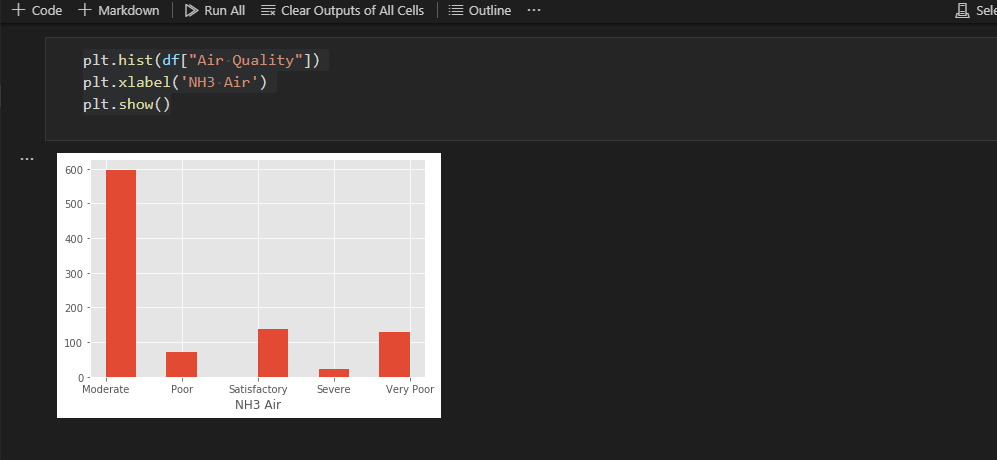 Code Markdown Run All Clear Outputs of All Cells Outline ... Sele
plt.hist(df["Air Quality"])
plt.xlabel('NH3 Air')
plt.show()
...
600
500
400
300
200
100
0
Moderate Poor Satisfactory Severe Very Poor
NH3 Air